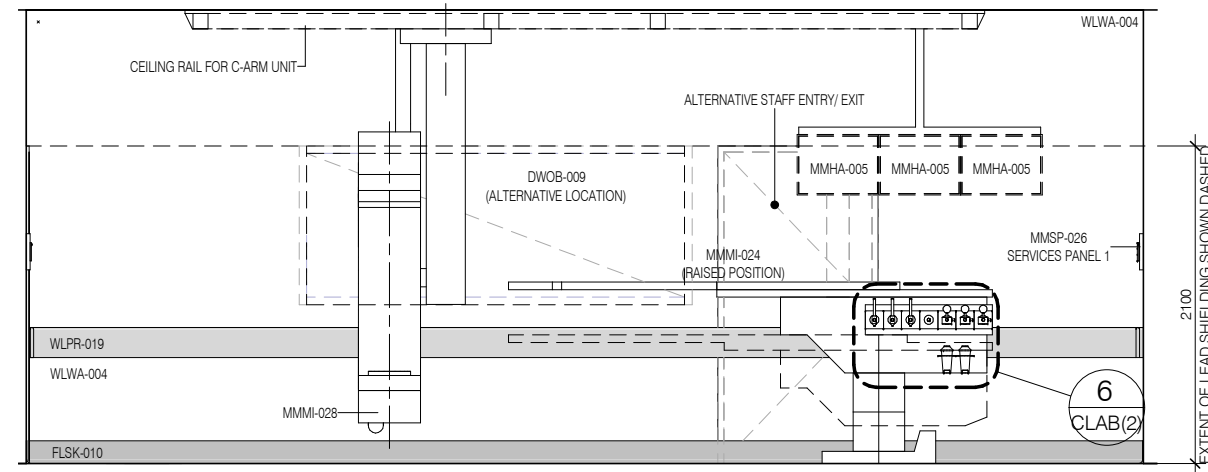 WLWA-004
CEILING RAIL FOR C-ARM UNIT
ALTERNATIVE STAFF ENTRY/ EXIT
MMHA-005
MMHA-005
MMHA-005
DWOB-009
(ALTERNATIVE LOCATION)
MMMI-024
(RAISED POSITION)
MMSP-026
SERVICES PANEL 1
2100
EXTENT OF LEAD SHIELDING SHOWN DASHED
WLPR-019
WLWA-004
MMMI-028
6
CLAB(2)
FLSK-010